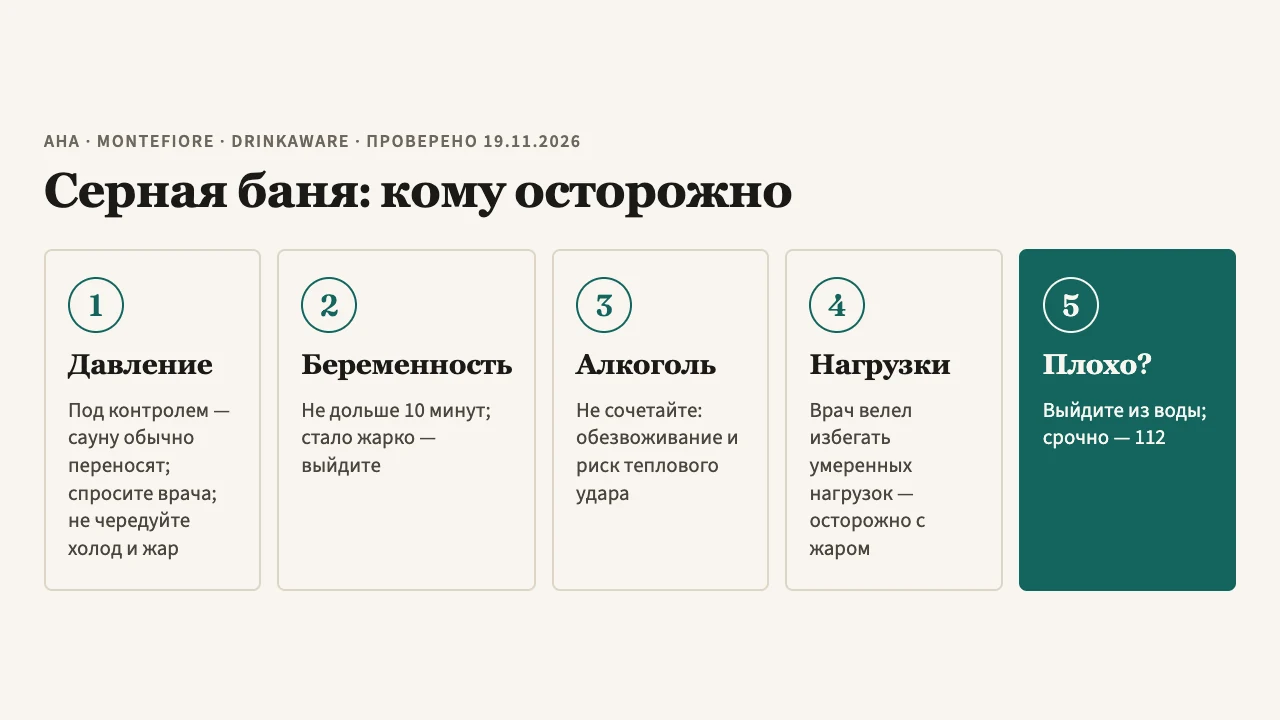 AHA · MONTEFIORE · DRINKAWARE · ПРОВЕРЕНО 19.11.2026
Серная баня: кому осторожно
1
Давление
Под контролем —
сауну обычно
переносят;
спросите врача;
не чередуйте
холод и жар
2
Беременность
Не дольше 10 минут;
стало жарко —
выйдите
3
Алкоголь
Не сочетайте:
обезвоживание и
риск теплового
удара
4
Нагрузки
Врач велел
избегать
умеренных
нагрузок —
осторожно с
жаром
5
Плохо?
Выйдите из воды;
срочно — 112